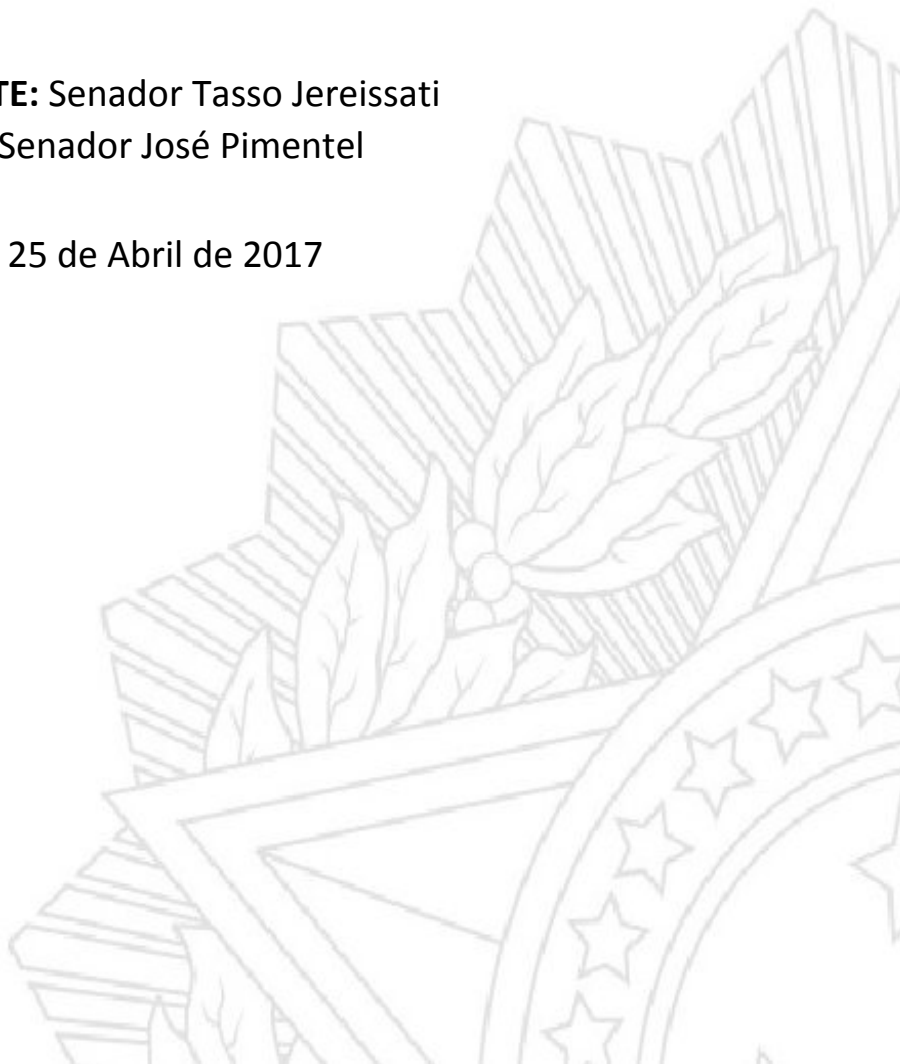 TE: Senador Tasso Jereissati
Senador José Pimentel
25 de Abril de 2017